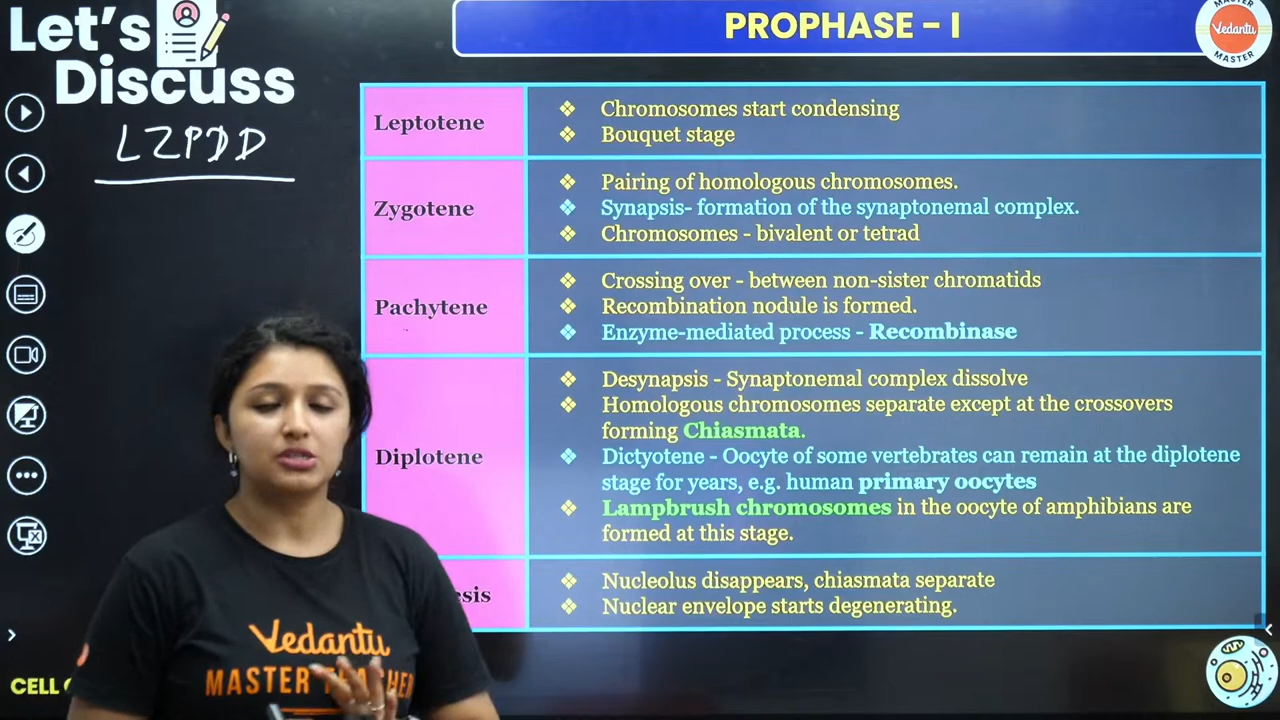 Let's
Discuss
LZPDD
PROPHASE – I
MASTER
Vedantu
MASTER
Leptotene
❖ Chromosomes start condensing
❖ Bouquet stage
Zygotene
❖ Pairing of homologous chromosomes.
❖ Synapsis- formation of the synaptonemal complex.
❖ Chromosomes - bivalent or tetrad
Pachytene
❖ Crossing over - between non-sister chromatids
❖ Recombination nodule is formed.
❖ Enzyme-mediated process - Recombinase
Diplotene
❖ Desynapsis - Synaptonemal complex dissolve
❖ Homologous chromosomes separate except at the crossovers
forming Chiasmata.
❖ Dictyotene - Oocyte of some vertebrates can remain at the diplotene
stage for years, e.g. human primary oocytes
❖ Lampbrush chromosomes in the oocyte of amphibians are
formed at this stage.
esis
❖ Nucleolus disappears, chiasmata separate
❖ Nuclear envelope starts degenerating.
Vedantu
MASTER TEACHER
CELL